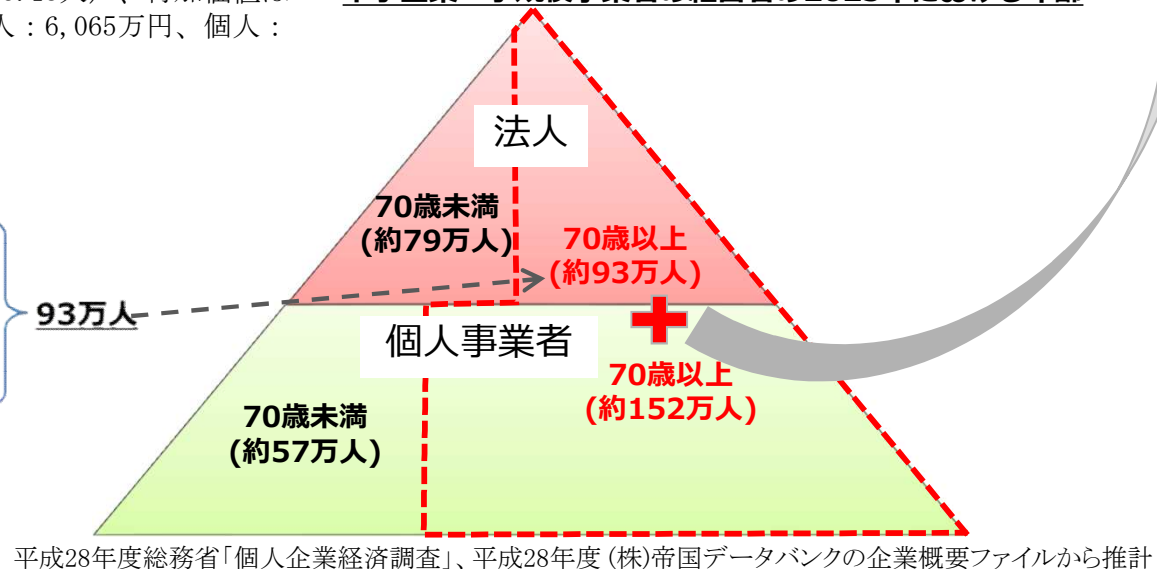 人：6,065万円、個人：
法人
70歳未満
(約79万人)
70歳以上
(約93万人)
93万人
個人事業者
70歳以上
(約152万人)
70歳未満
(約57万人)
平成28年度総務省「個人企業経済調査」、平成28年度 (株)帝国データバンクの企業概要ファイルから推計